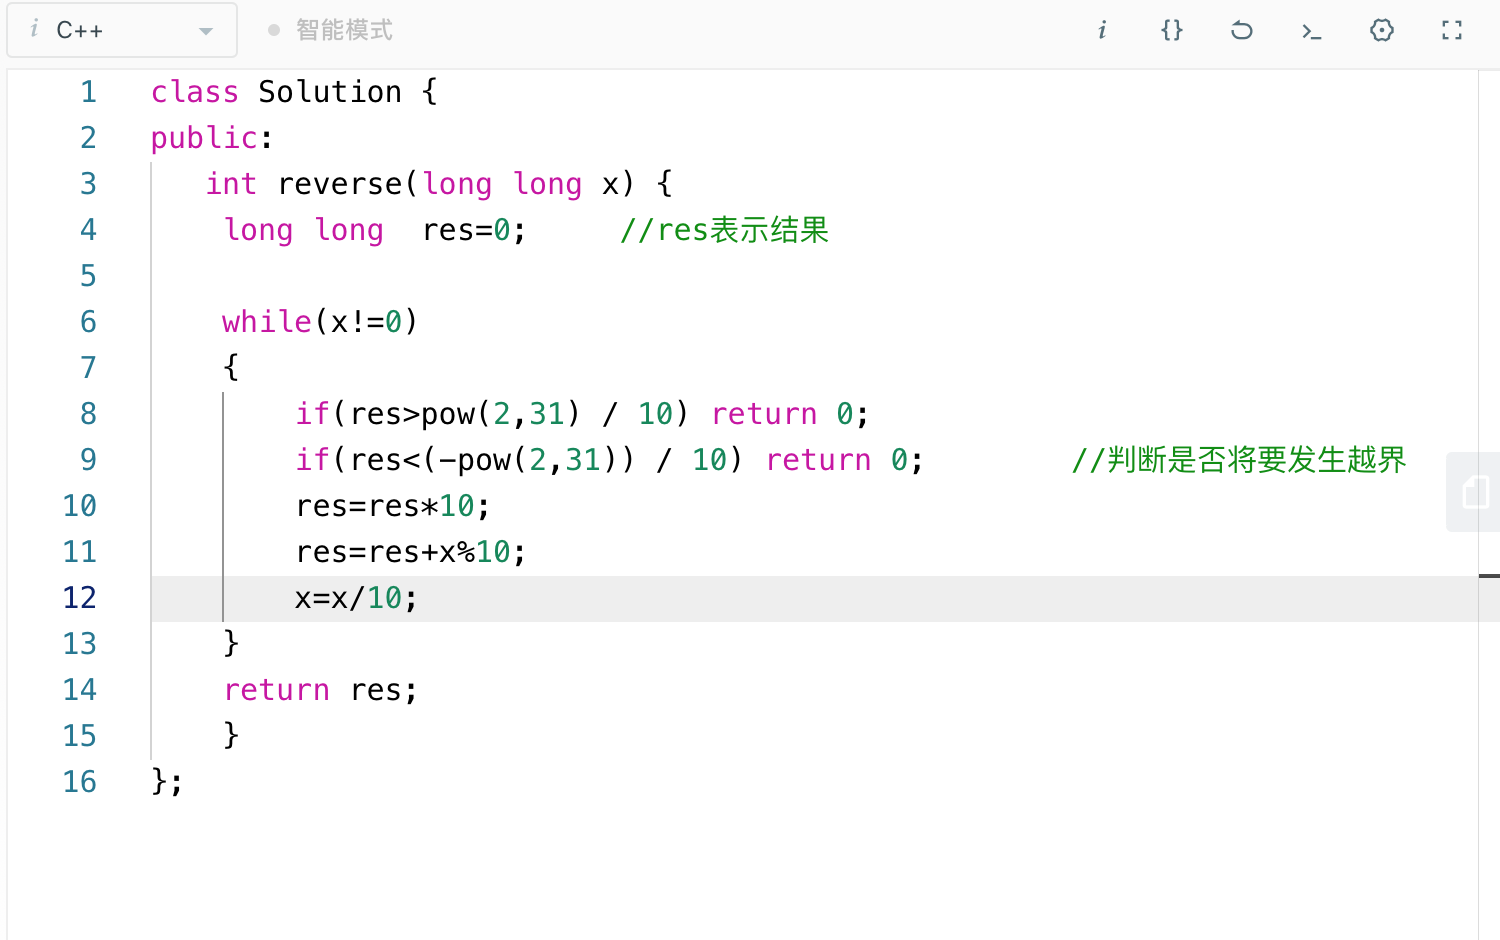 i C++ 智能模式 i {} >_
1 class Solution {
2 public:
3 int reverse(long long x) {
4 long long  res=0;     //res表示结果
5
6 while(x!=0)
7 {
8 if(res>pow(2,31) / 10) return 0;
9 if(res<(-pow(2,31)) / 10) return 0;        //判断是否将要发生越界
10 res=res*10;
11 res=res+x%10;
12 x=x/10;
13 }
14 return res;
15 }
16 };